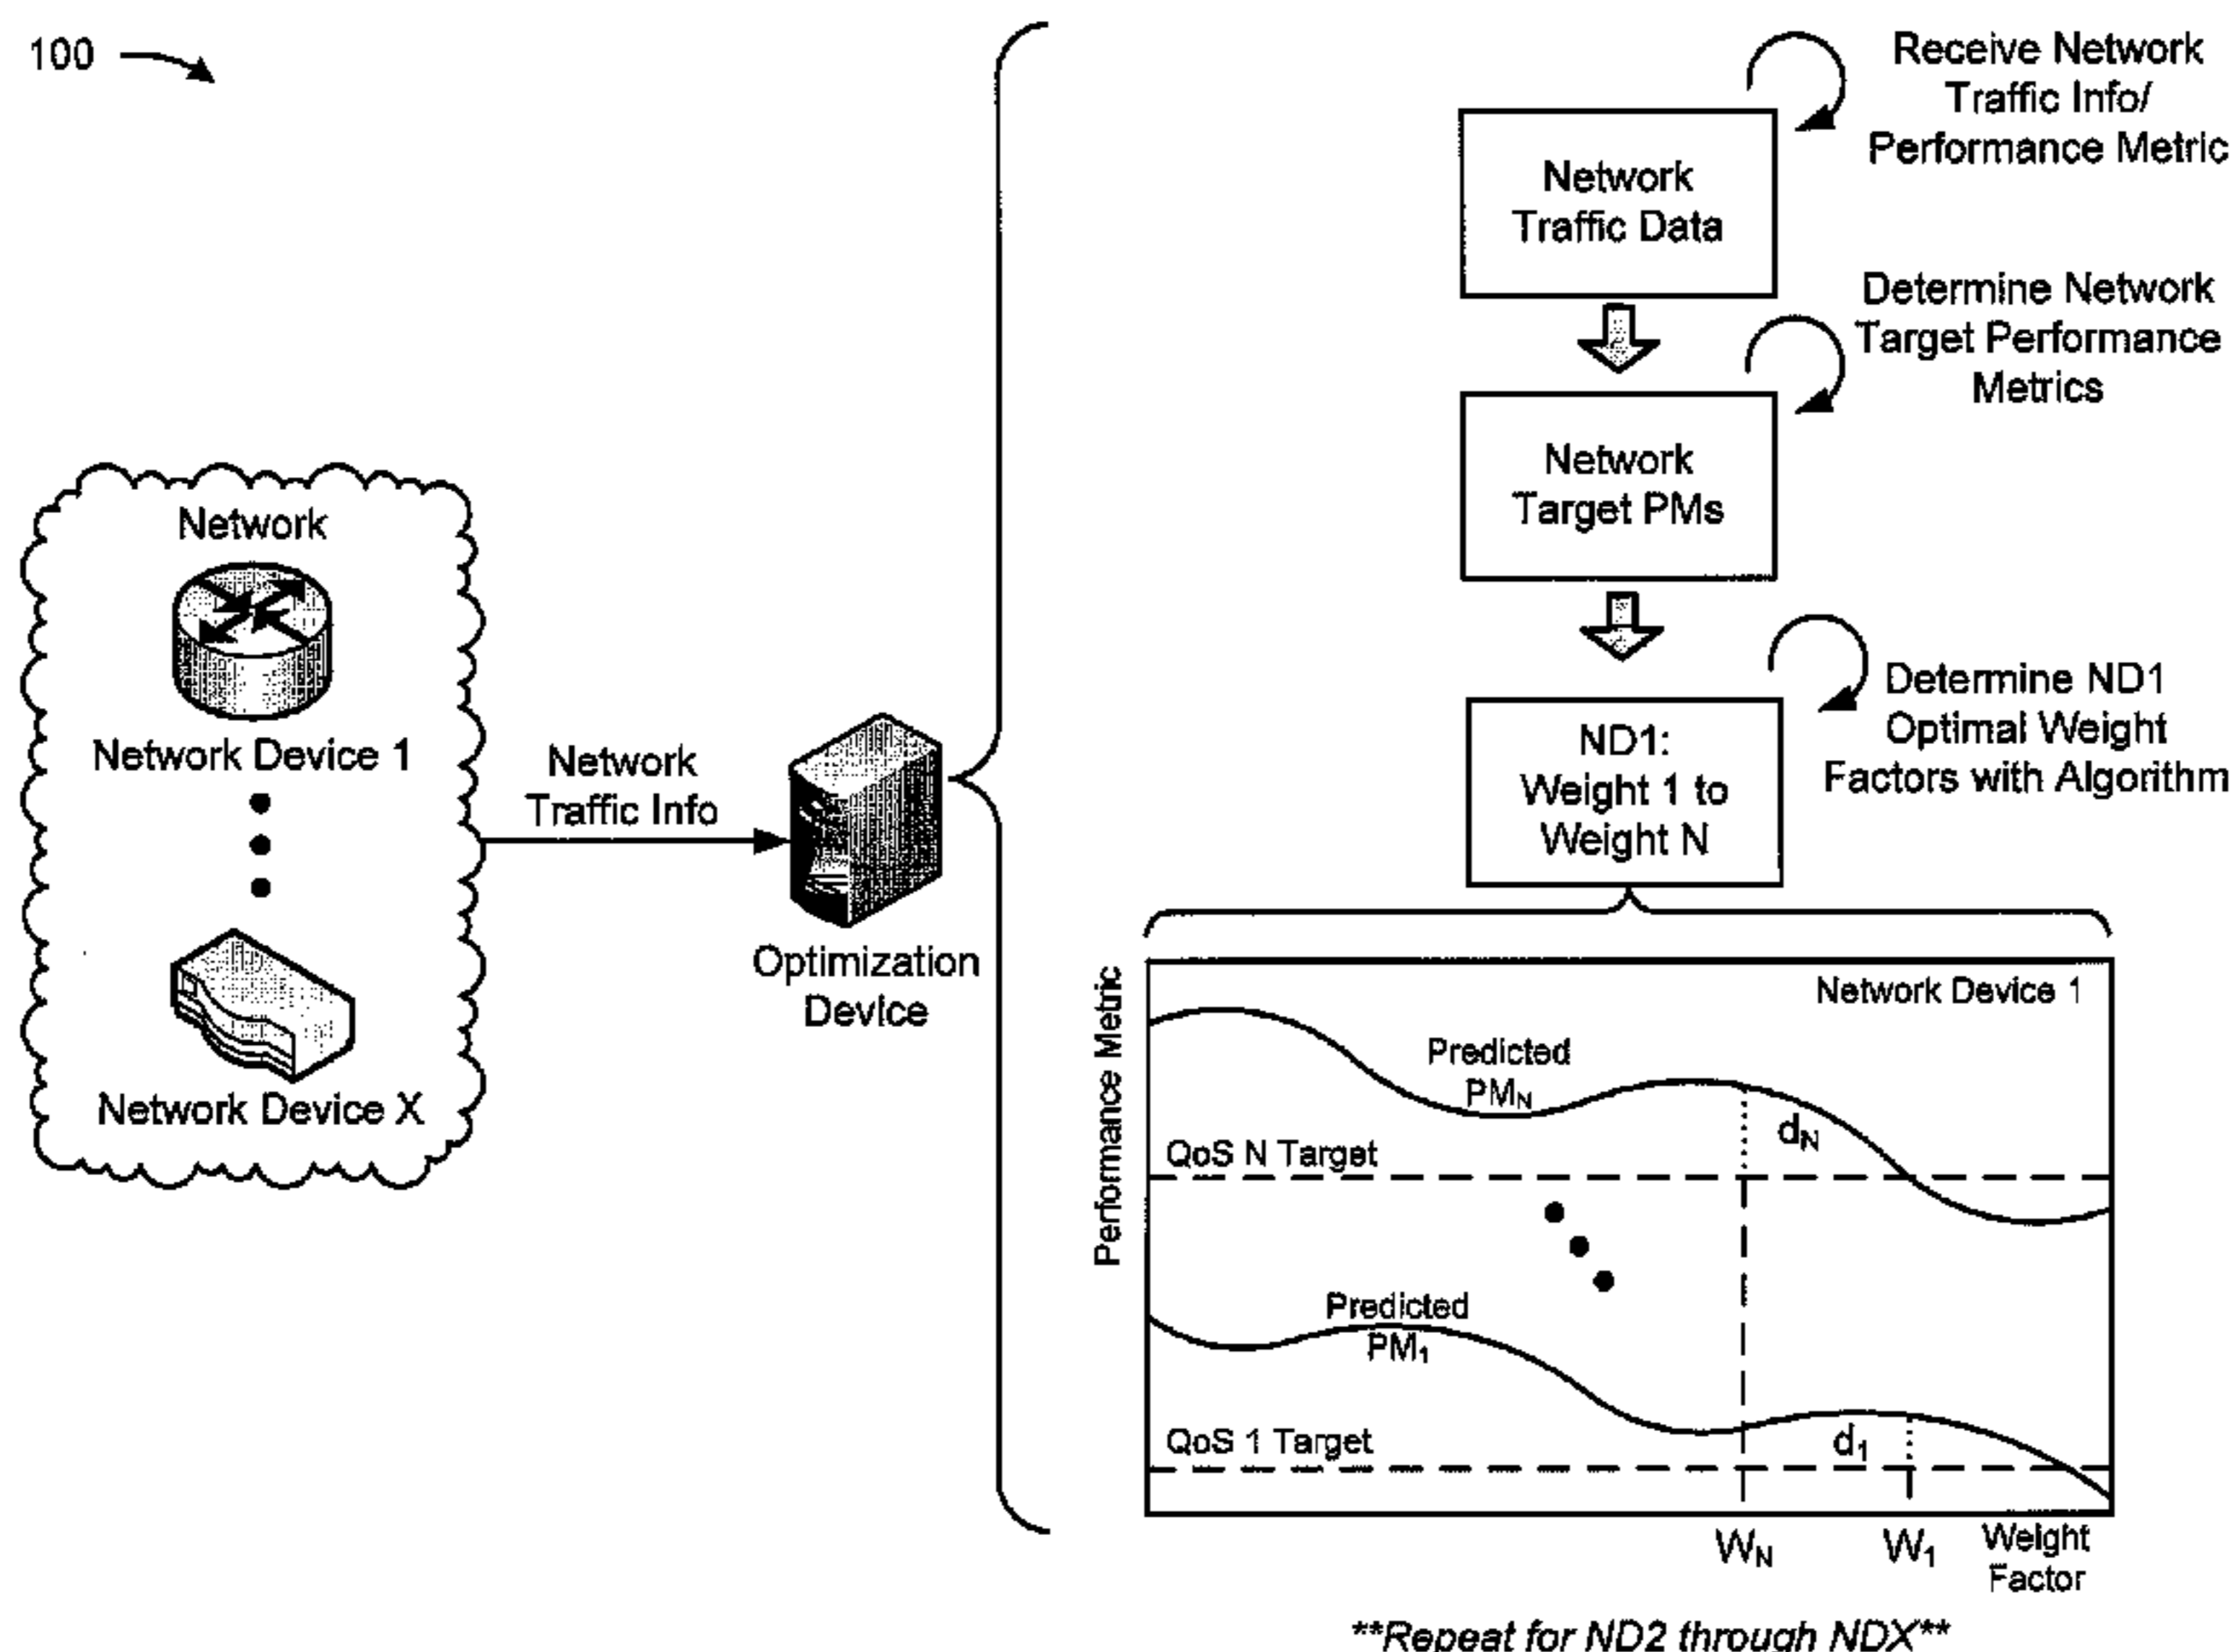 100
Receive Network
Traffic Info/
Performance Metric
Network
Traffic Data
Determine Network
Target Performance
Metrics
Network
Target PMs
Determine ND1
Optimal Weight
Factors with Algorithm
ND1:
Weight 1 to
Weight N
Network
Network Device 1
Network Device X
Network
Traffic Info
Optimization
Device
Performance Metric
Network Device 1
Predicted
PMN
dN
QoS N Target
Predicted
PM1
QoS 1 Target
d1
WN
W1
Weight
Factor
**Repeat for ND2 through NDX**